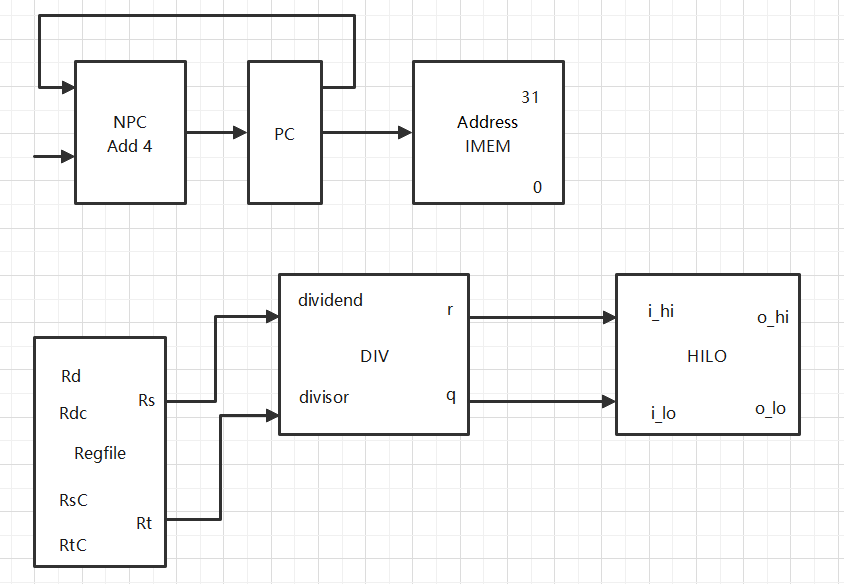 NPC
Add 4
PC
31
Address
IMEM
0
Rd
Rs
Rdc
Regfile
RsC
Rt
RtC
dividend
r
DIV
divisor
q
i_hi
o_hi
HILO
i_lo
o_lo